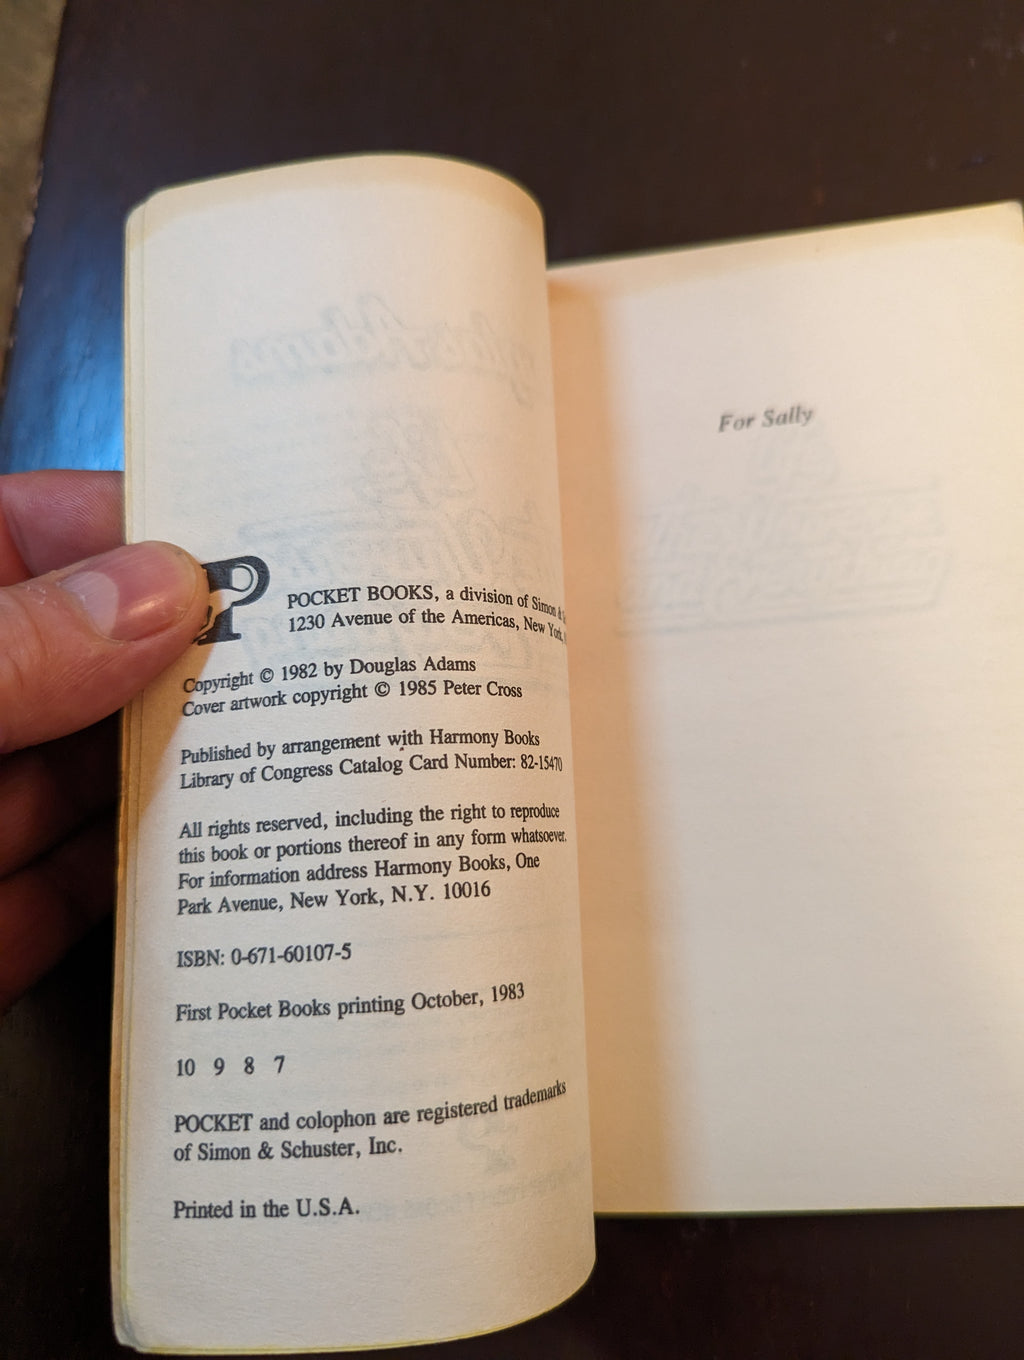 P
POCKET BOOKS, a division of Simon &
1230 Avenue of the Americas, New York,
Copyright © 1982 by Douglas Adams
Cover artwork copyright © 1985 Peter Cross
Published by arrangement with Harmony Books
Library of Congress Catalog Card Number: 82-15470
All rights reserved, including the right to reproduce
this book or portions thereof in any form whatsoever.
For information address Harmony Books, One
Park Avenue, New York, N.Y. 10016
ISBN: 0-671-60107-5
First Pocket Books printing October, 1983
10 9 8 7
POCKET and colophon are registered trademarks
of Simon & Schuster, Inc.
Printed in the U.S.A.
For Sally